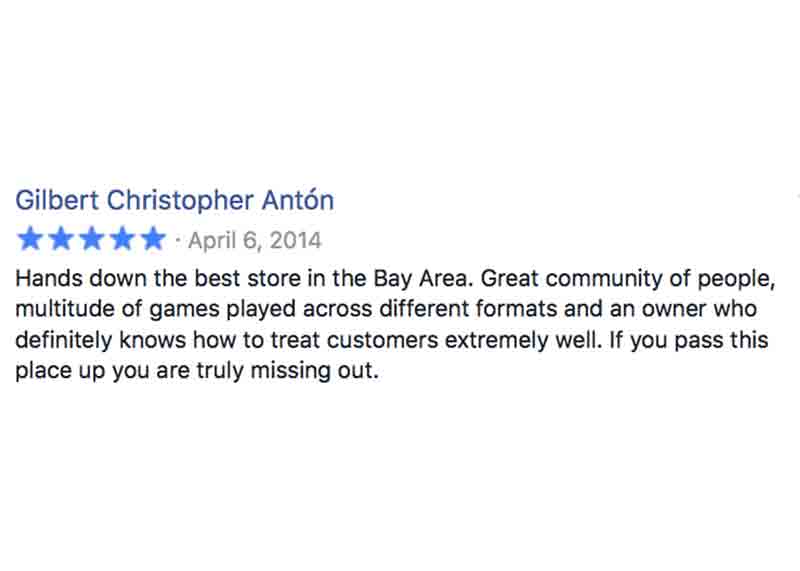 Gilbert Christopher Antón
★★★★★ · April 6, 2014
Hands down the best store in the Bay Area. Great community of people,
multitude of games played across different formats and an owner who
definitely knows how to treat customers extremely well. If you pass this
place up you are truly missing out.